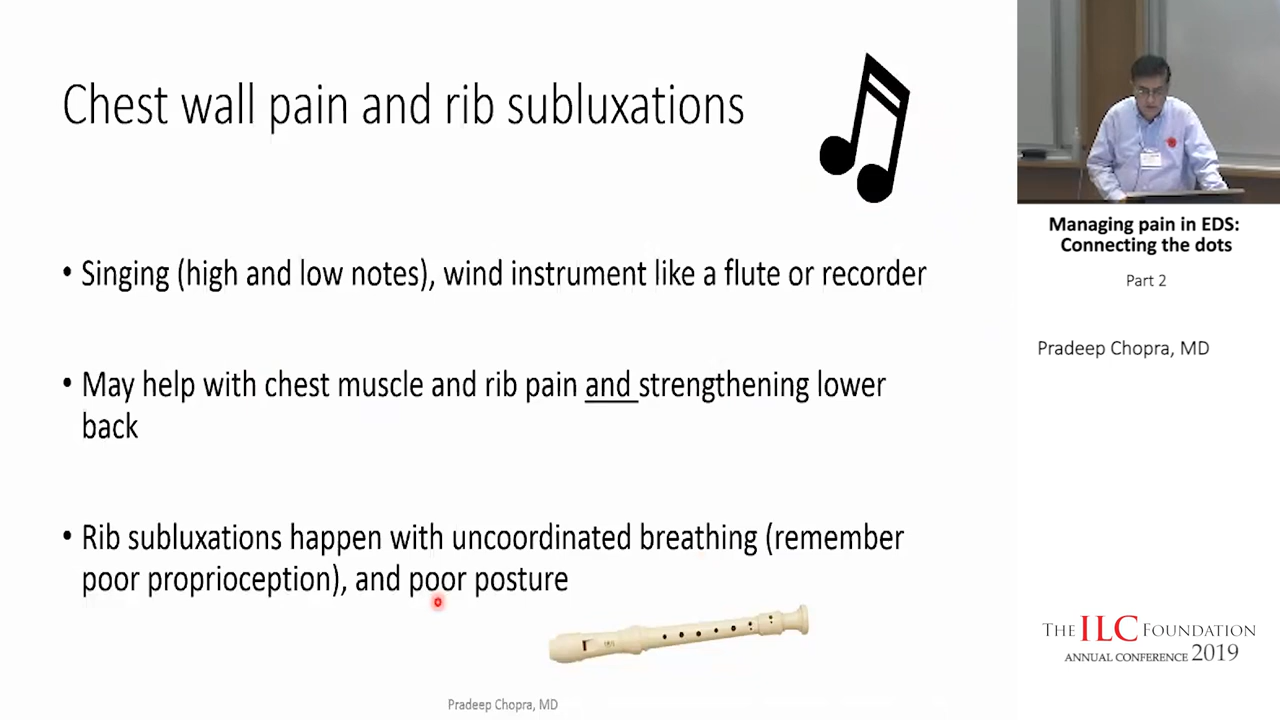 Chest wall pain and rib subluxations
• Singing (high and low notes), wind instrument like a flute or recorder
• May help with chest muscle and rib pain and strengthening lower
back
• Rib subluxations happen with uncoordinated breathing (remember
poor proprioception), and poor posture
Pradeep Chopra, MD
Managing pain in EDS:
Connecting the dots
Part 2
Pradeep Chopra, MD
THE ILC FOUNDATION
ANNUAL CONFERENCE 2019